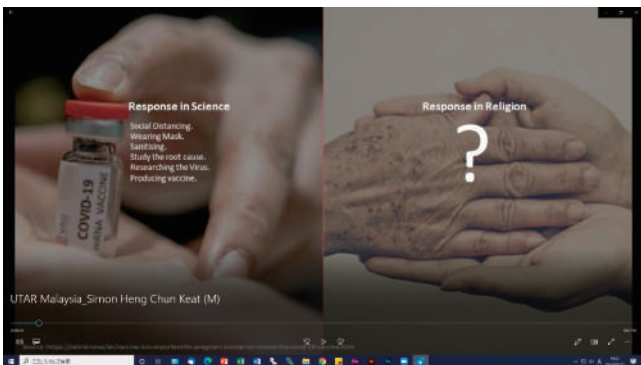 Response in Science
Social Distancing.
Wearing Mask.
Sanitising.
Study the root cause.
Researching the Virus.
Producing vaccine.
COVID-19
mRNA VACCINE
Response in Religion
?
UTAR Malaysia_Simon Heng Chun Keat (M)